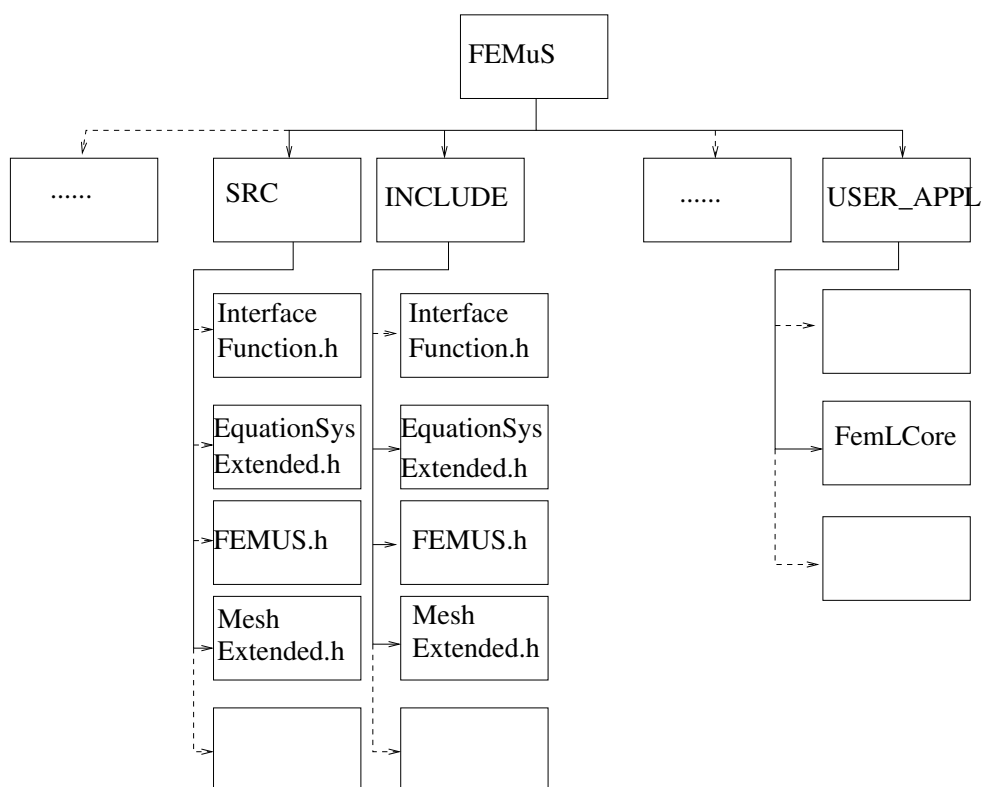 FEMuS
......
SRC
INCLUDE
......
USER_APPL
Interface
Function.h
EquationSys
Extended.h
FEMUS.h
Mesh
Extended.h
Interface
Function.h
EquationSys
Extended.h
FEMUS.h
Mesh
Extended.h
FemLCore